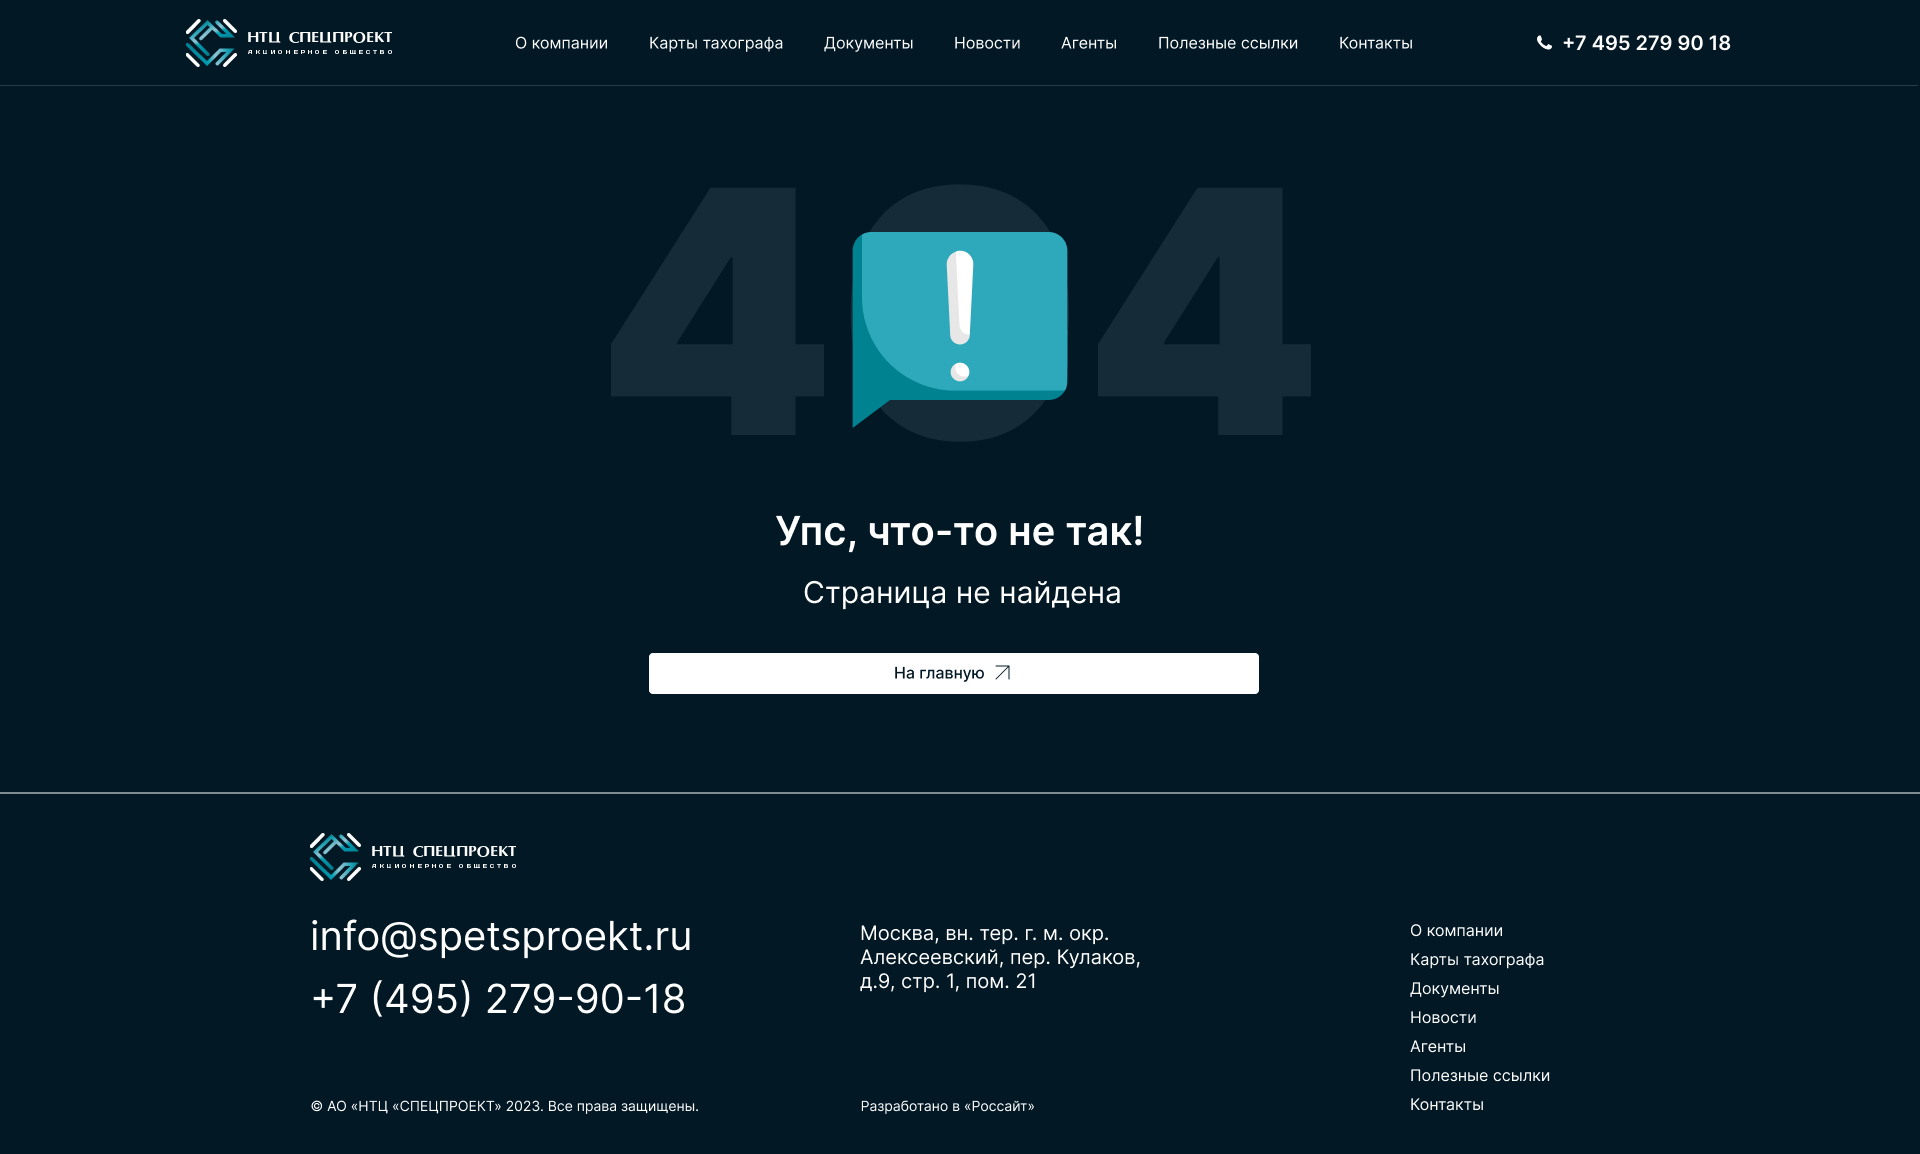 НТЦ СПЕЦПРОЕКТ
АКЦИОНЕРНОЕ ОБЩЕСТВО
О компании
Карты тахографа
Документы
Новости
Агенты
Полезные ссылки
Контакты
+7 495 279 90 18
404
!
Упс, что-то не так!
Страница не найдена
На главную
НТЦ СПЕЦПРОЕКТ
АКЦИОНЕРНОЕ ОБЩЕСТВО
info@spetsproekt.ru
+7 (495) 279-90-18
Москва, вн. тер. г. м. окр.
Алексеевский, пер. Кулаков,
д.9, стр. 1, пом. 21
О компании
Карты тахографа
Документы
Новости
Агенты
Полезные ссылки
Контакты
© АО «НТЦ «СПЕЦПРОЕКТ» 2023. Все права защищены.
Разработано в «Россайт»